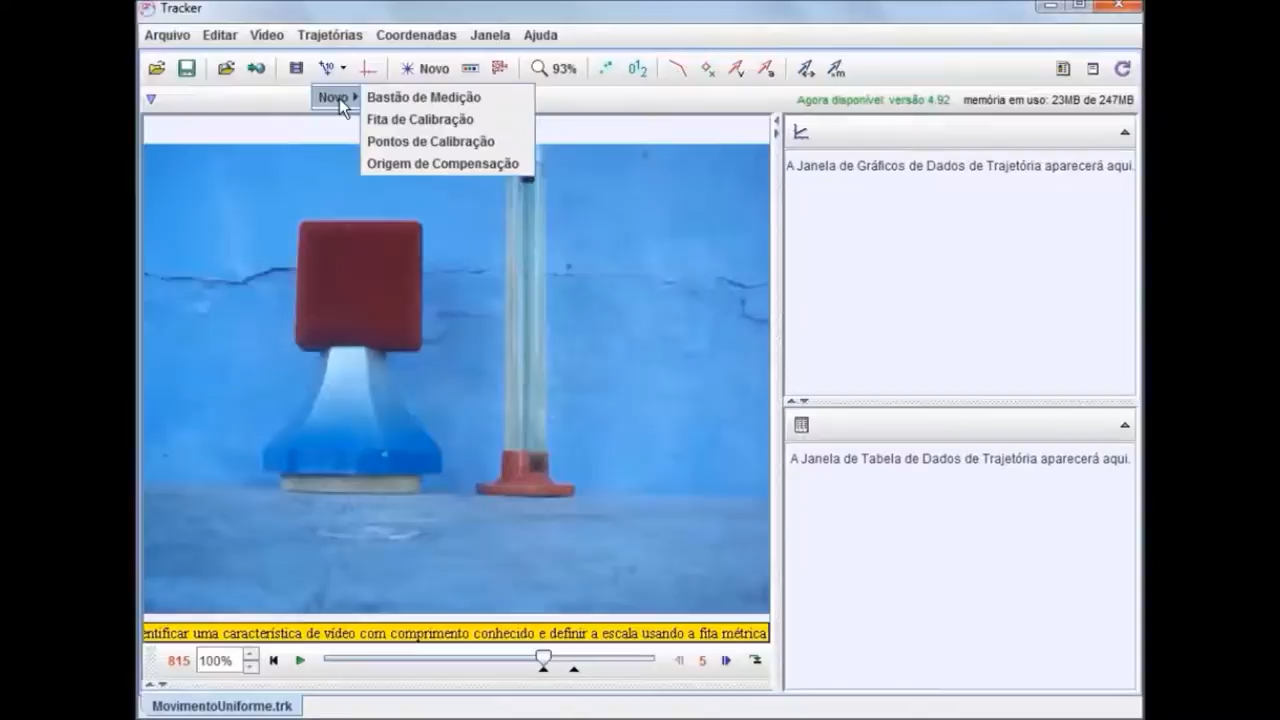 Tracker
Arquivo Editar Vídeo Trajetórias Coordenadas Janela Ajuda
Novo 93%
Novo
Bastão de Medição
Fita de Calibração
Pontos de Calibração
Origem de Compensação
Agora disponível: versão 4.92 memória em uso: 23MB de 247MB
A Janela de Gráficos de Dados de Trajetória aparecerá aqui.
A Janela de Tabela de Dados de Trajetória aparecerá aqui.
entificar uma característica de vídeo com comprimento conhecido e definir a escala usando a fita métrica
815 100% 5
MovimentoUniforme.trk